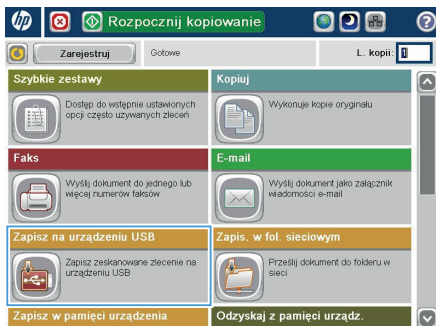 hp
Rozpocznij kopiowanie
?
Zarejestruj
Gotowe
L. kopii: 1
Szybkie zestawy
Dostęp do wstępnie ustawionych
opcji często używanych zleceń
Kopiuj
Wykonuje kopie oryginału
Faks
Wyślij dokument do jednego lub
więcej numerów faksów
E-mail
Wyślij dokument jako załącznik
wiadomości e-mail
Zapisz na urządzeniu USB
Zapisz zeskanowane zlecenie na
urządzeniu USB
Zapis. w fol. sieciowym
Prześlij dokument do folderu w
sieci
Zapisz w pamięci urządzenia
Odzyskaj z pamięci urządz.